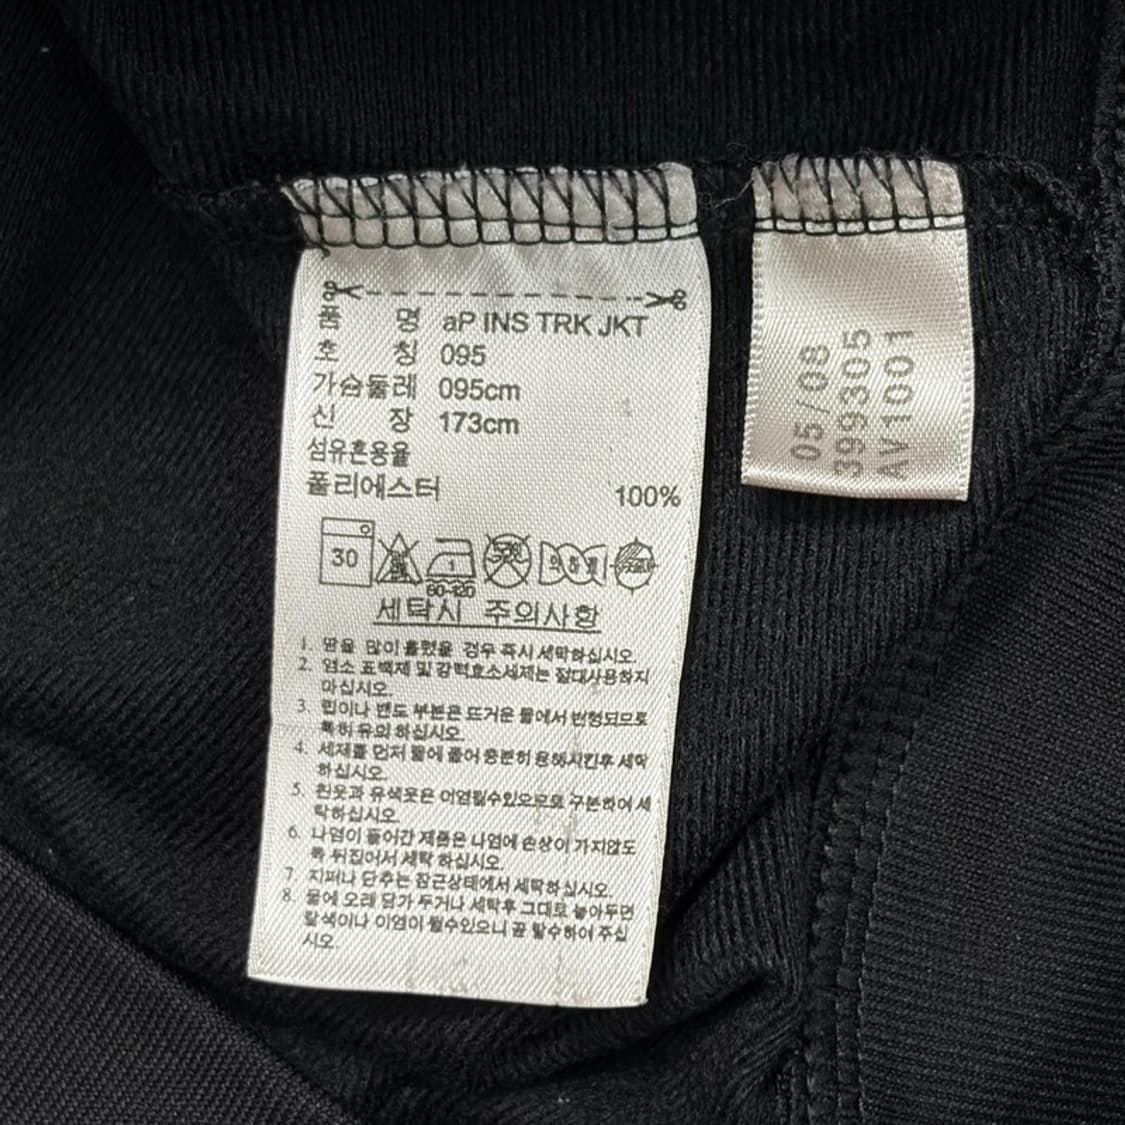 품 명 aP INS TRK JKT
호 칭 095
가슴둘레 095cm
신 장 173cm
섬유혼용율
폴리에스터 100%
30
60-120
세탁시 주의사항
1. 땀을 많이 흘렸을 경우 즉시 세탁하십시오.
2. 염소 표백제 및 강력효소세제는 절대사용하지
마십시오.
3. 립이나 밴드 부분은 뜨거운 물에서 변형되므로
특히 유의 하십시오.
4. 세제를 먼저 물에 풀어 충분히 용해시킨후 세탁
하십시오.
5. 흰옷과 유색옷은 이염될수있으므로 구분하여 세
탁하십시오.
6. 나염이 들어간 제품은 나염에 손상이 가지않도
록 뒤집어서 세탁 하십시오.
7. 지퍼나 단추는 잠근상태에서 세탁하십시오.
8. 물에 오래 담가 두거나 세탁후 그대로 놓아두면
탈색이나 이염이 될수있으니 곧 탈수하여 주십
시오.
05/08
399305
AV1001